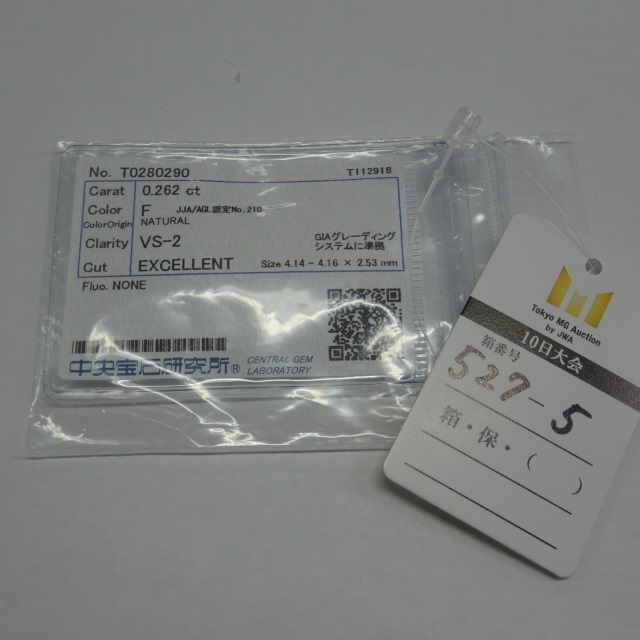 No. T0280290 T112918
Carat 0.262 ct
Color F JJA/AGL認定No.210
ColorOrigin NATURAL
Clarity VS-2 GIAグレーディング
システムに準拠
Cut EXCELLENT Size 4.14 - 4.16 × 2.53 mm
Fluo. NONE
中央宝石研究所® CENTRAL GEM
LABORATORY
Tokyo MG Auction
by JWA
10日大会
箱番号
527-5
箱・保・( )